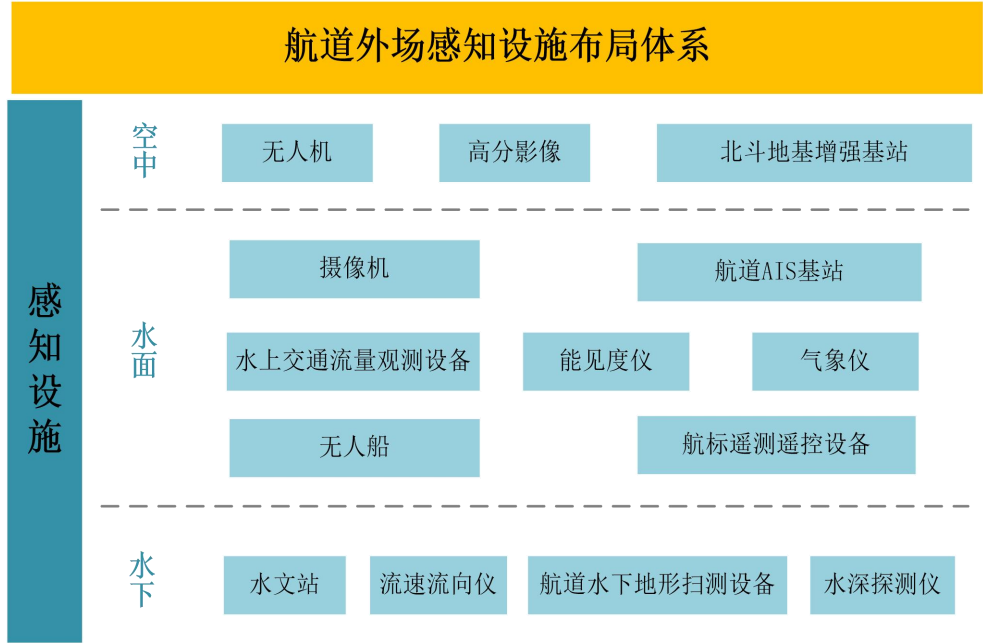 航道外场感知设施布局体系
感知设施
空中
无人机
高分影像
北斗地基增强基站
水面
摄像机
航道AIS基站
水上交通流量观测设备
能见度仪
气象仪
无人船
航标遥测遥控设备
水下
水文站
流速流向仪
航道水下地形扫测设备
水深探测仪